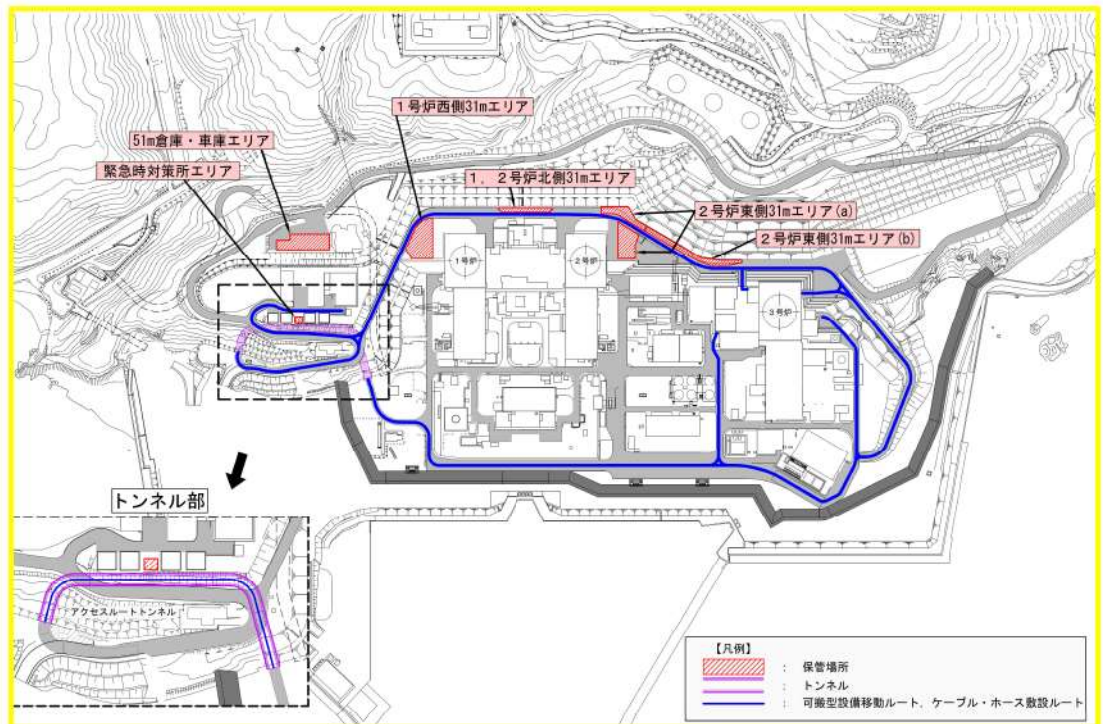 1号炉西側31mエリア
51m倉庫・車庫エリア
緊急時対策所エリア
1,2号炉北側31mエリア
2号炉東側31mエリア(a)
2号炉東側31mエリア(b)
1号炉
2号炉
3号炉
トンネル部
アクセスルートトンネル
【凡例】
: 保管場所
: トンネル
: 可搬型設備移動ルート,ケーブル・ホース敷設ルート